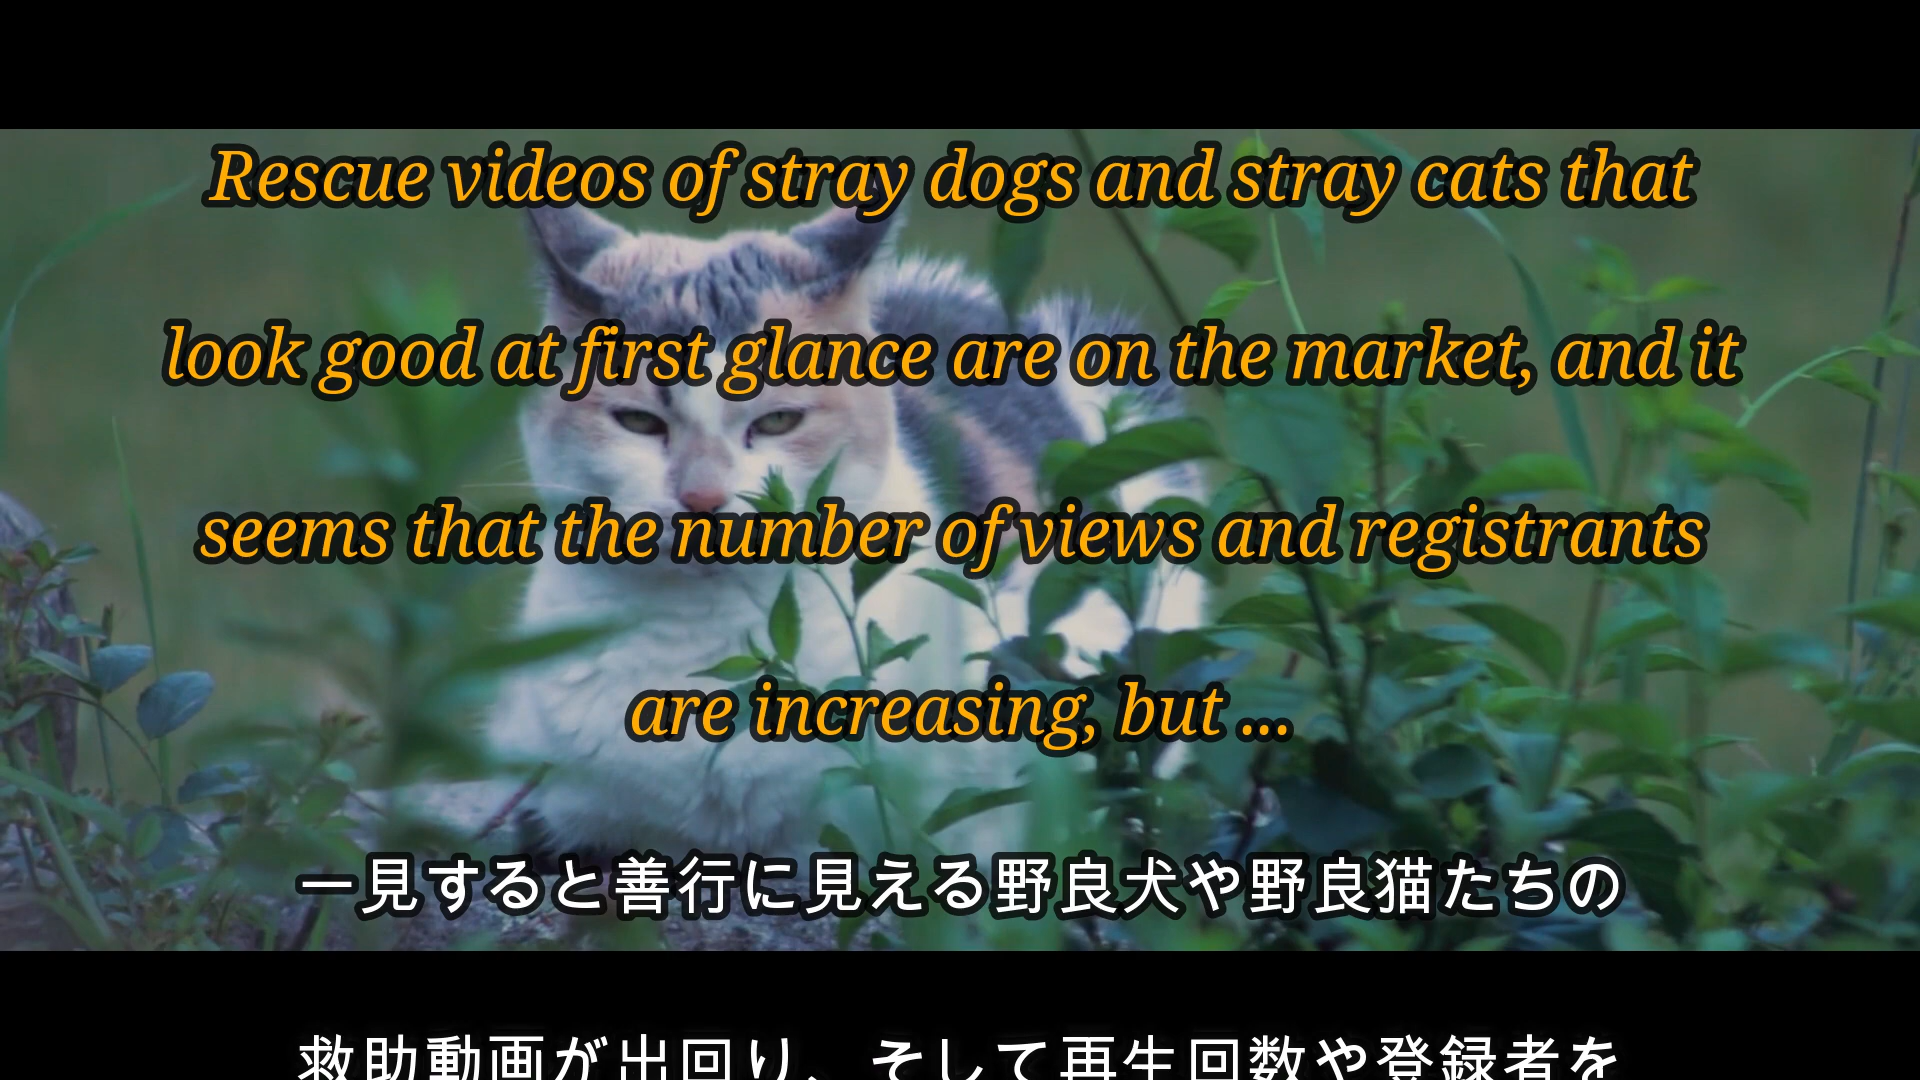 Rescue videos of stray dogs and stray cats that
look good at first glance are on the market, and it
seems that the number of views and registrants
are increasing, but ...
一見すると善行に見える野良犬や野良猫たちの
救助動画が出回り、そして再生回数や登録者を